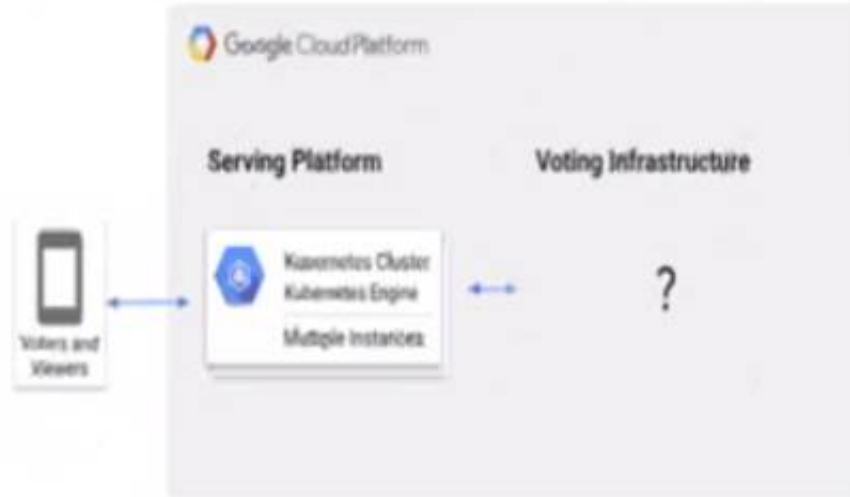 Google Cloud Platform
Serving Platform
Voting Infrastructure
Kubernetes Cluster
Kubernetes Engine
Multiple Instances
?
Voters and
Viewers